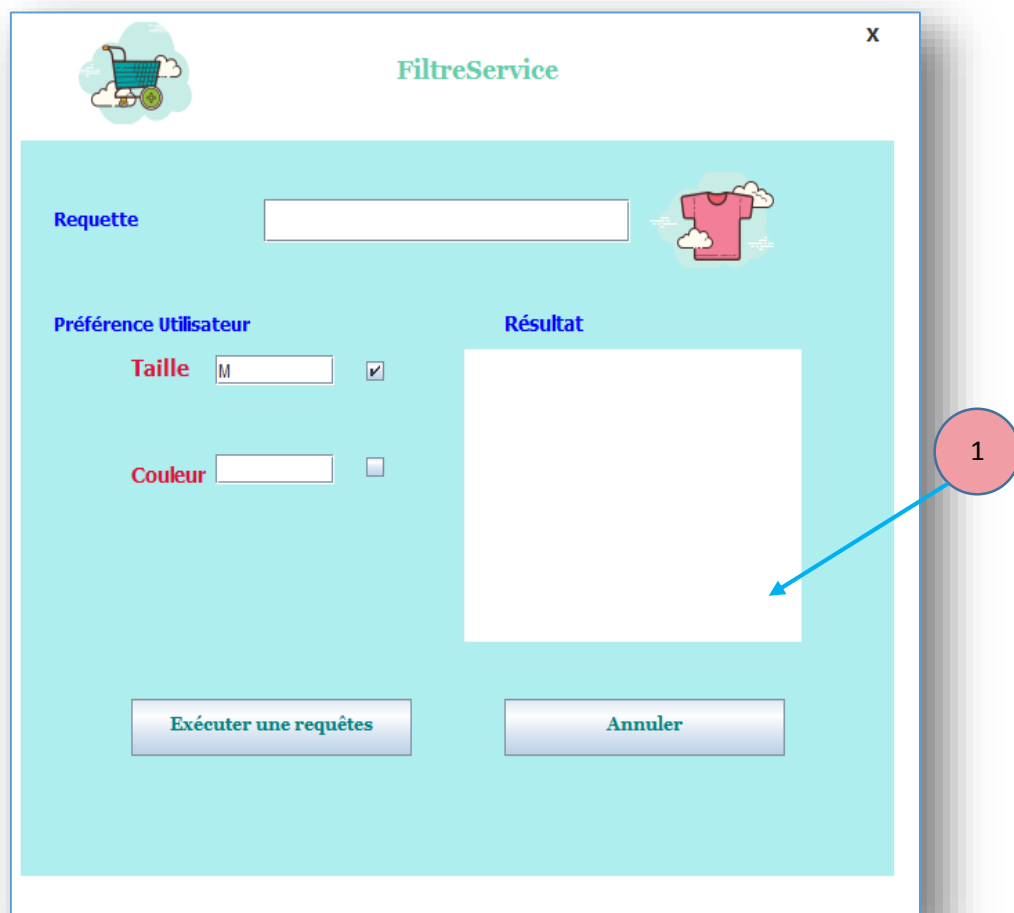 X
FiltreService
Requette
Préférence Utilisateur
Résultat
Taille M
Couleur
1
Exécuter une requêtes
Annuler